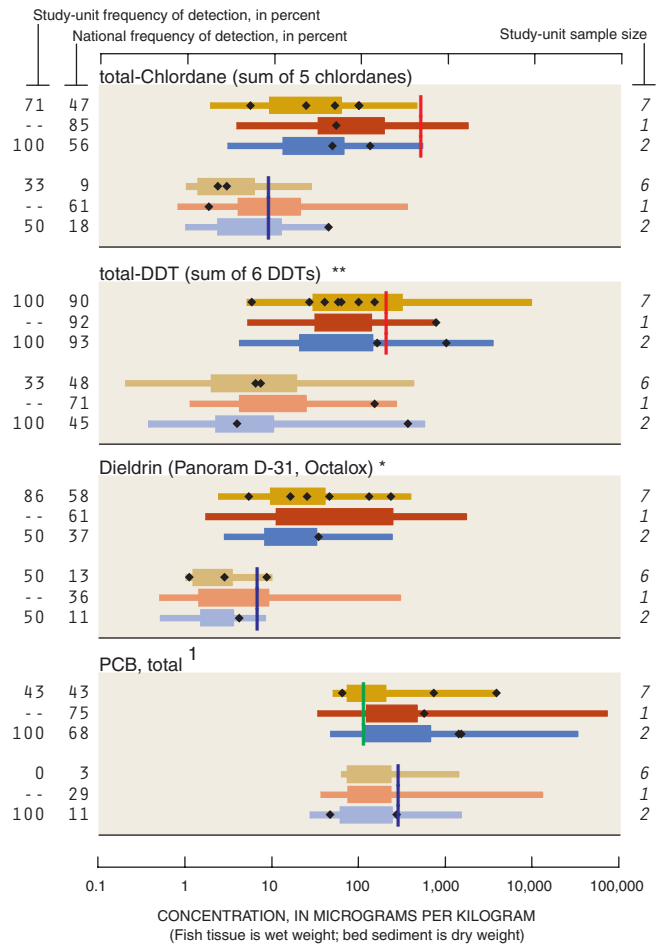 Study-unit frequency of detection, in percent
National frequency of detection, in percent
Study-unit sample size
total-Chlordane (sum of 5 chlordanes)
71 47 7
-- 85 1
100 56 2
33 9 6
-- 61 1
50 18 2
total-DDT (sum of 6 DDTs) **
100 90 7
-- 92 1
100 93 2
33 48 6
-- 71 1
100 45 2
Dieldrin (Panoram D-31, Octalox) *
86 58 7
-- 61 1
50 37 2
50 13 6
-- 36 1
50 11 2
PCB, total 1
43 43 7
-- 75 1
100 68 2
0 3 6
-- 29 1
100 11 2
0.1 1 10 100 1,000 10,000 100,000
CONCENTRATION, IN MICROGRAMS PER KILOGRAM
(Fish tissue is wet weight; bed sediment is dry weight)